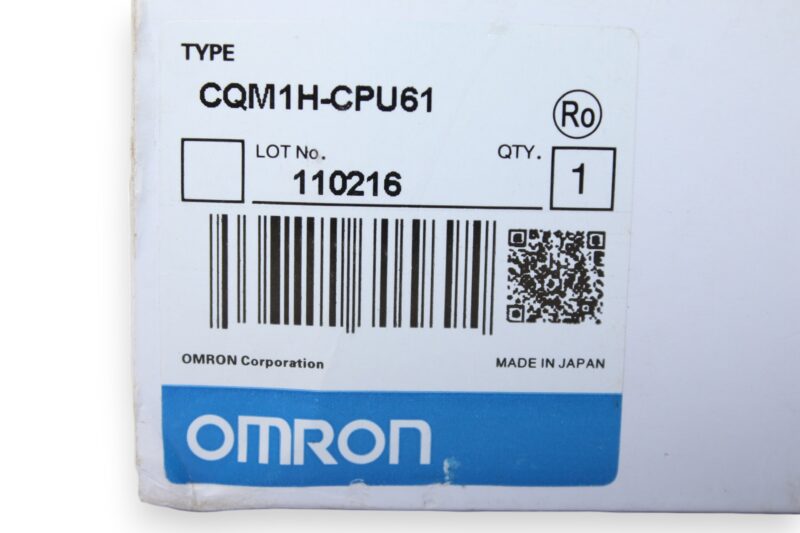 TYPE
CQM1H-CPU61
Ro
LOT No.
QTY.
110216
1
OMRON Corporation
MADE IN JAPAN
OMRON